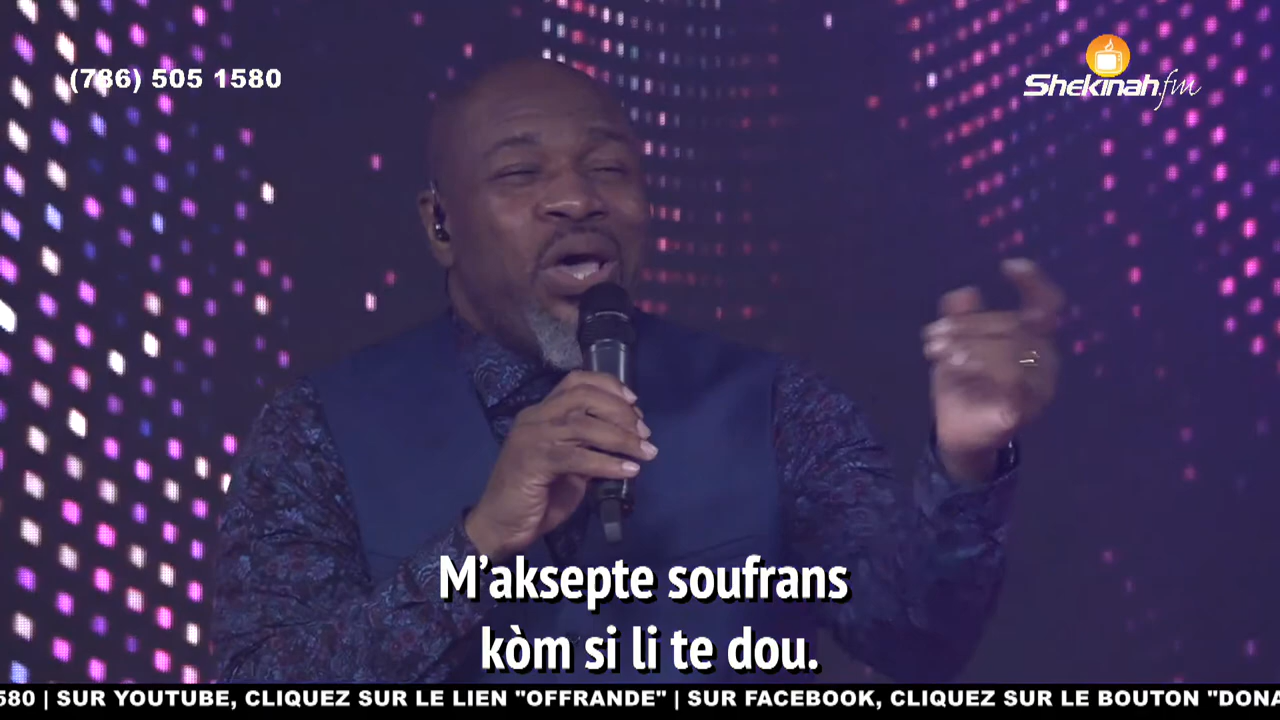 (786) 505 1580
Shekinah.fm
M'aksepte soufrans
kòm si li te dou.
580 | SUR YOUTUBE, CLIQUEZ SUR LE LIEN "OFFRANDE" | SUR FACEBOOK, CLIQUEZ SUR LE BOUTON "DONA